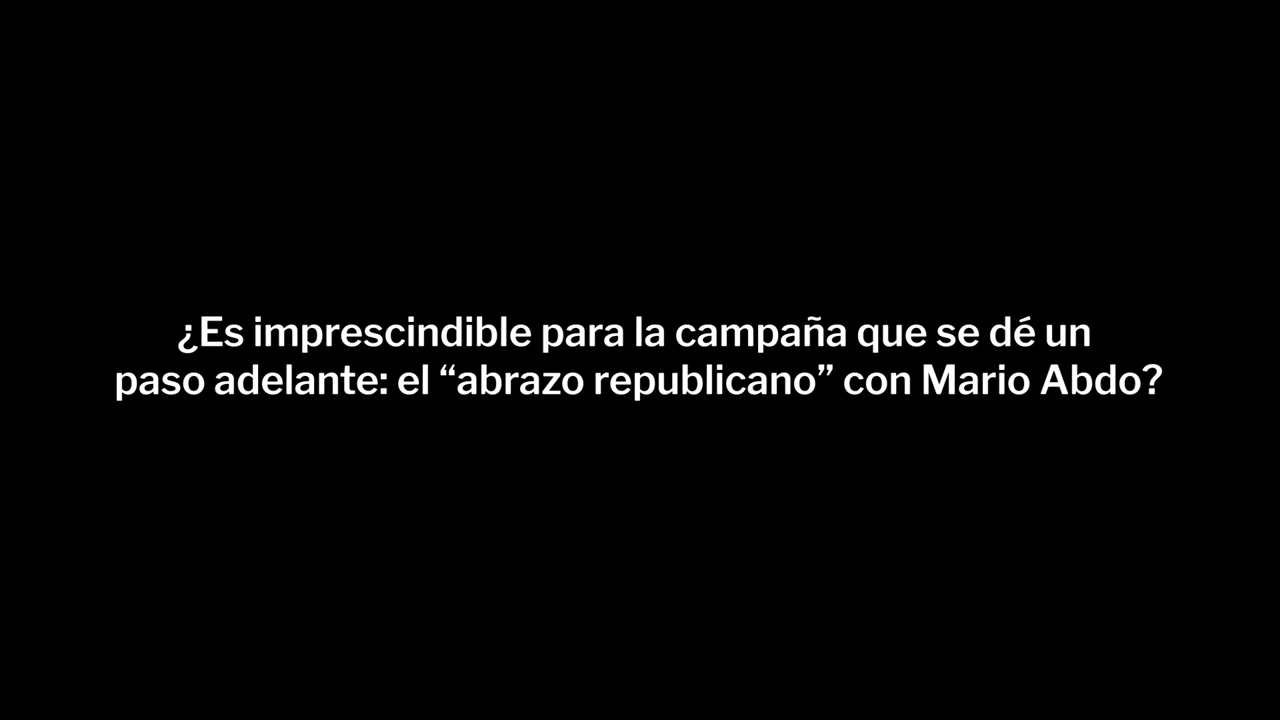 ¿Es imprescindible para la campaña que se dé un
paso adelante: el “abrazo republicano” con Mario Abdo?